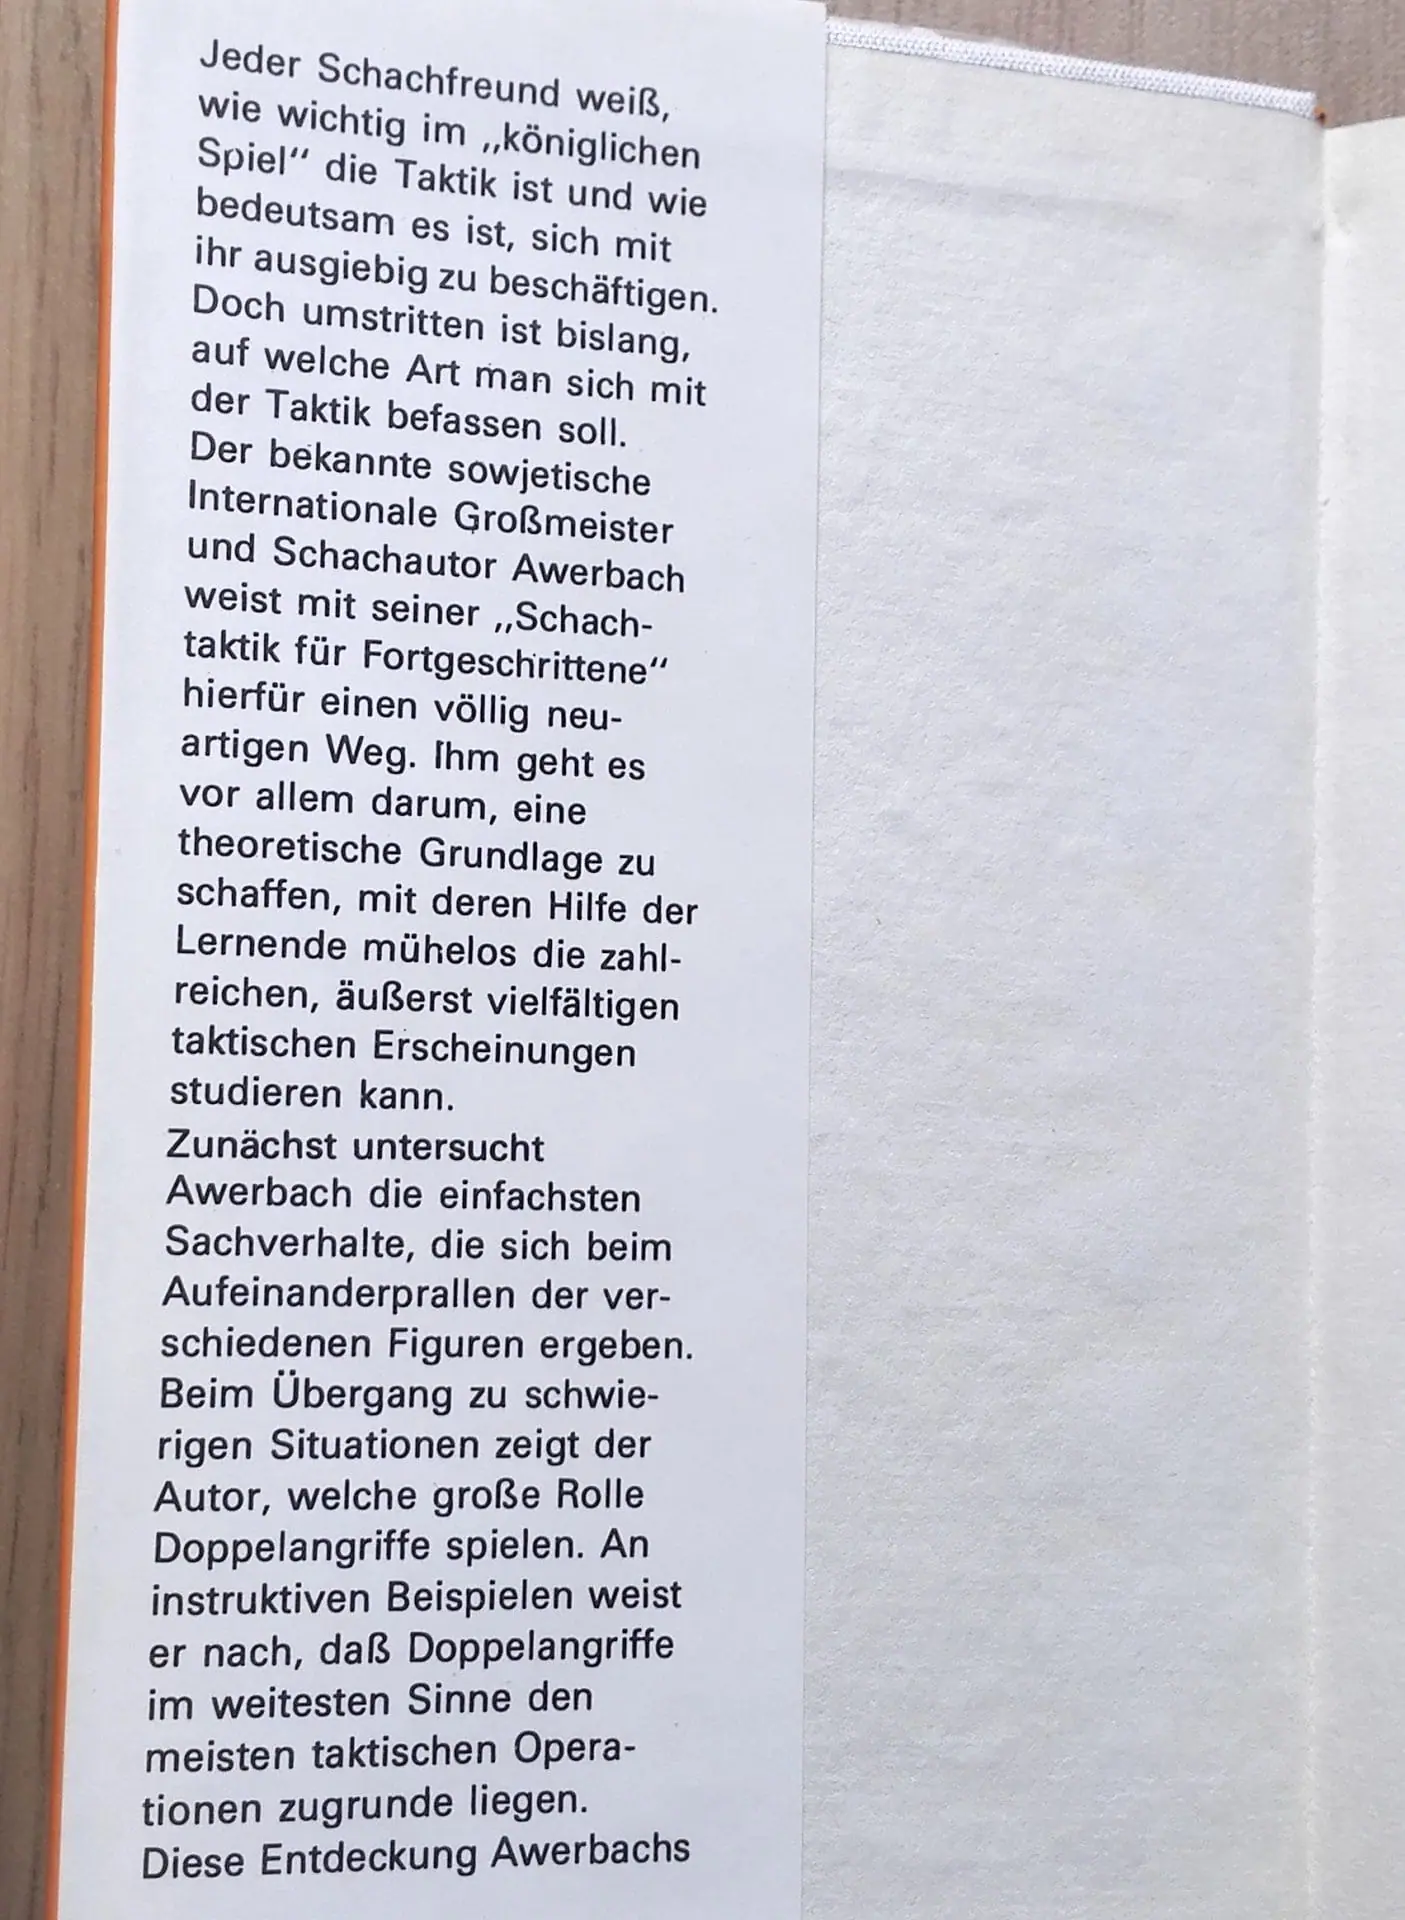 Jeder Schachfreund weiß,
wie wichtig im „königlichen
Spiel“ die Taktik ist und wie
bedeutsam es ist, sich mit
ihr ausgiebig zu beschäftigen.
Doch umstritten ist bislang,
auf welche Art man sich mit
der Taktik befassen soll.
Der bekannte sowjetische
Internationale Großmeister
und Schachautor Awerbach
weist mit seiner „Schach-
taktik für Fortgeschrittene“
hierfür einen völlig neu-
artigen Weg. Ihm geht es
vor allem darum, eine
theoretische Grundlage zu
schaffen, mit deren Hilfe der
Lernende mühelos die zahl-
reichen, äußerst vielfältigen
taktischen Erscheinungen
studieren kann.
Zunächst untersucht
Awerbach die einfachsten
Sachverhalte, die sich beim
Aufeinanderprallen der ver-
schiedenen Figuren ergeben.
Beim Übergang zu schwie-
rigen Situationen zeigt der
Autor, welche große Rolle
Doppelangriffe spielen. An
instruktiven Beispielen weist
er nach, daß Doppelangriffe
im weitesten Sinne den
meisten taktischen Opera-
tionen zugrunde liegen.
Diese Entdeckung Awerbachs